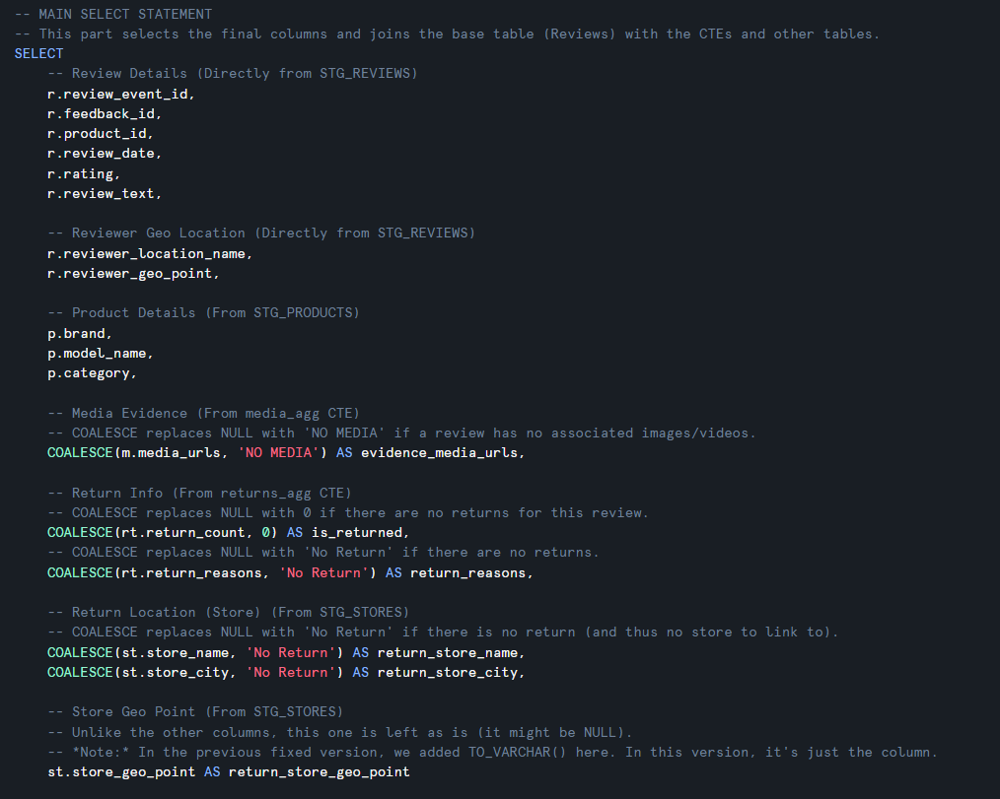 -- MAIN SELECT STATEMENT
-- This part selects the final columns and joins the base table (Reviews) with the CTEs and other tables.
SELECT
    -- Review Details (Directly from STG_REVIEWS)
    r.review_event_id,
    r.feedback_id,
    r.product_id,
    r.review_date,
    r.rating,
    r.review_text,

    -- Reviewer Geo Location (Directly from STG_REVIEWS)
    r.reviewer_location_name,
    r.reviewer_geo_point,

    -- Product Details (From STG_PRODUCTS)
    p.brand,
    p.model_name,
    p.category,

    -- Media Evidence (From media_agg CTE)
    -- COALESCE replaces NULL with 'NO MEDIA' if a review has no associated images/videos.
    COALESCE(m.media_urls, 'NO MEDIA') AS evidence_media_urls,

    -- Return Info (From returns_agg CTE)
    -- COALESCE replaces NULL with 0 if there are no returns for this review.
    COALESCE(rt.return_count, 0) AS is_returned,
    -- COALESCE replaces NULL with 'No Return' if there are no returns.
    COALESCE(rt.return_reasons, 'No Return') AS return_reasons,

    -- Return Location (Store) (From STG_STORES)
    -- COALESCE replaces NULL with 'No Return' if there is no return (and thus no store to link to).
    COALESCE(st.store_name, 'No Return') AS return_store_name,
    COALESCE(st.store_city, 'No Return') AS return_store_city,

    -- Store Geo Point (From STG_STORES)
    -- Unlike the other columns, this one is left as is (it might be NULL).
    -- *Note:* In the previous fixed version, we added TO_VARCHAR() here. In this version, it's just the column.
    st.store_geo_point AS return_store_geo_point